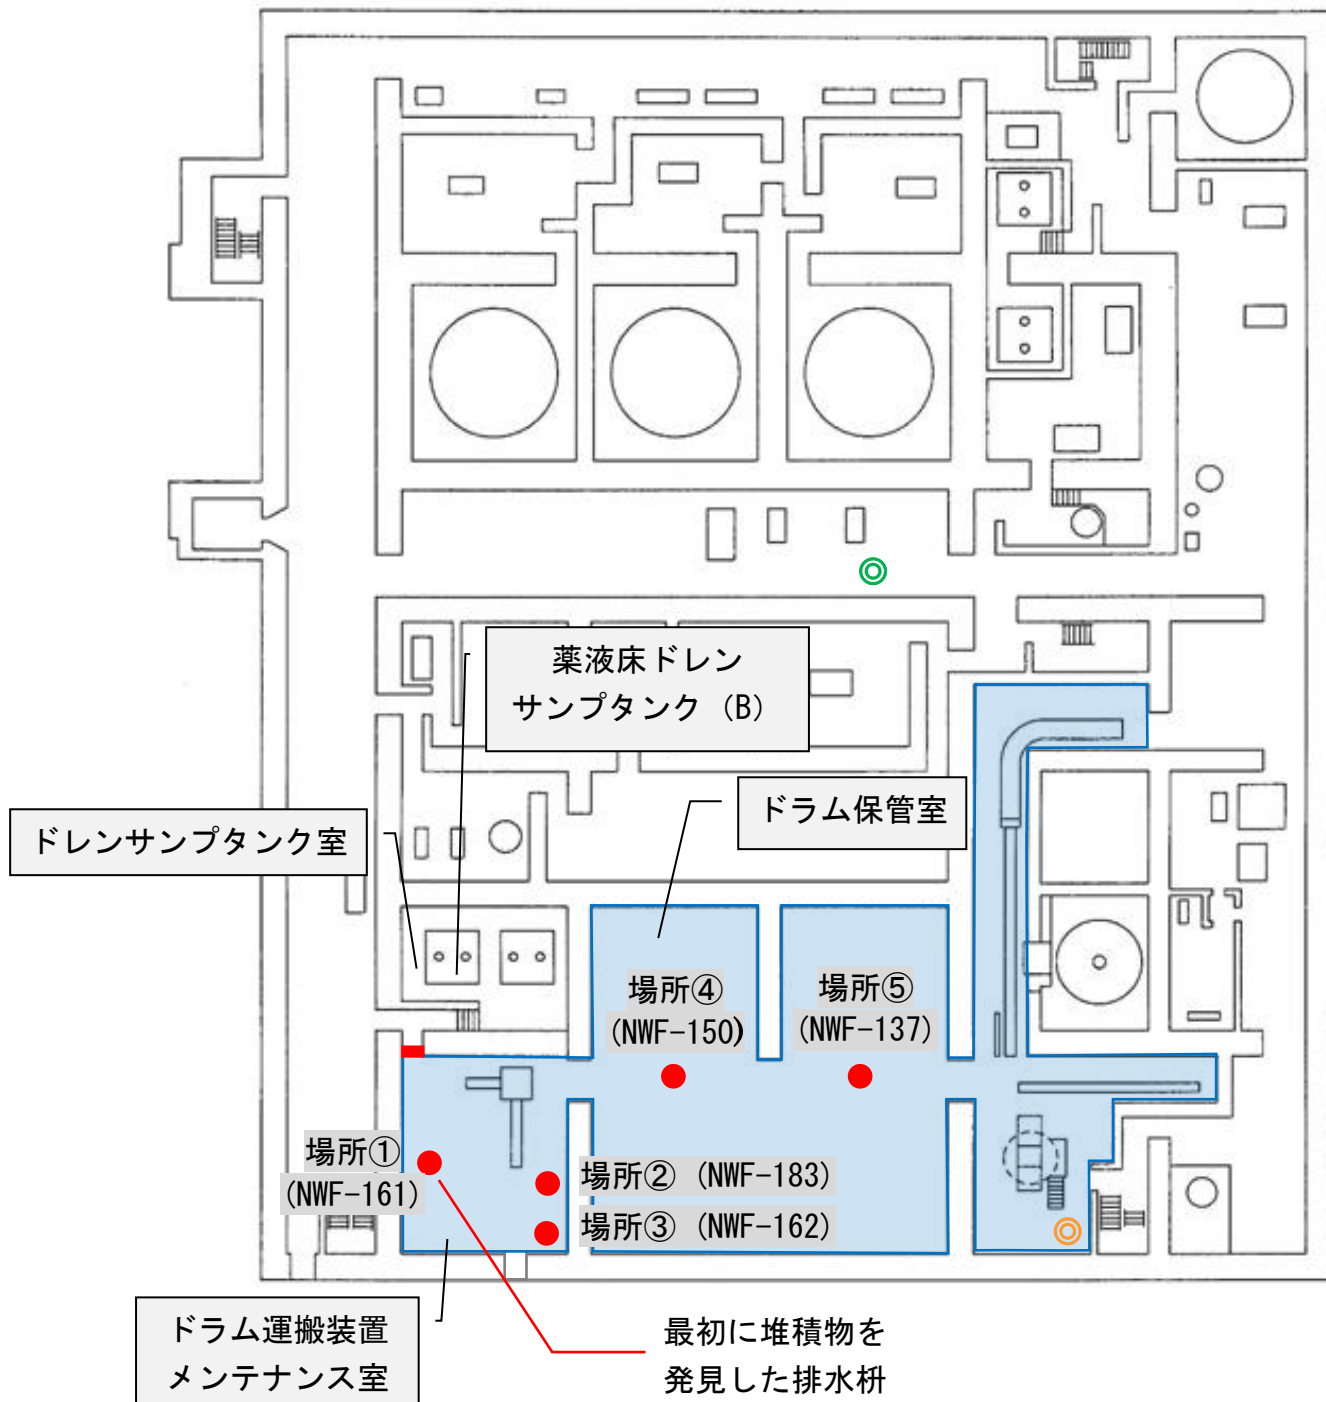 薬液床ドレン
サンプタンク（B）
ドラム保管室
ドレンサンプタンク室
場所④
(NWF-150)
場所⑤
(NWF-137)
場所①
(NWF-161)
場所②（NWF-183）
場所③（NWF-162）
ドラム運搬装置
メンテナンス室
最初に堆積物を
発見した排水枡